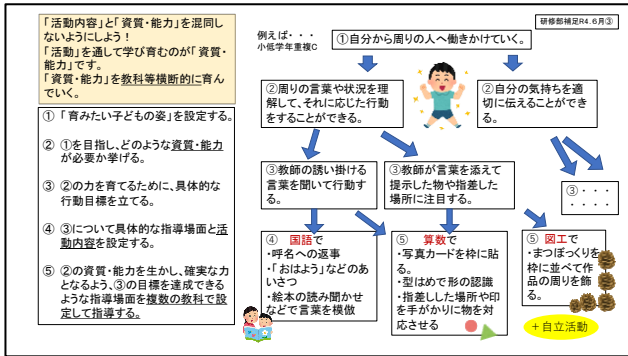 「活動内容」と「資質・能力」を混同し
ないようにしよう！
「活動」を通して学び育むのが「資質・
能力」です。
「資質・能力」を教科等横断的に育ん
でいく。
① 「育みたい子どもの姿」を設定する。
② ①を目指し、どのような資質・能力
が必要か挙げる。
③ ②の力を育てるために、具体的な
行動目標を立てる。
④ ③について具体的な指導場面と活
動内容を設定する。
⑤ ②の資質・能力を生かし、確実な力
となるよう、③の目標を達成できる
ような指導場面を複数の教科で設
定して指導する。
例えば・・・
小低学年重複C
研修部補足R4.6月③
①自分から周りの人へ働きかけていく。
②周りの言葉や状況を理
解して、それに応じた行動
をすることができる。
②自分の気持ちを適
切に伝えることができ
る。
③教師の誘い掛ける
言葉を聞いて行動す
る。
③教師が言葉を添えて
提示した物や指差した
場所に注目する。
③・・・
・・・・
④ 国語で
・呼名への返事
・「おはよう」などのあい
さつ
・絵本の読み聞かせ
などで言葉を模倣
⑤ 算数で
・写真カードを枠に貼
る。
・型はめで形の認識
・指差した場所や印
を手がかりに物を対
応させる
⑤ 図工で
・まつぼっくりを
枠に並べて作
品の周りを飾
る。
＋自立活動